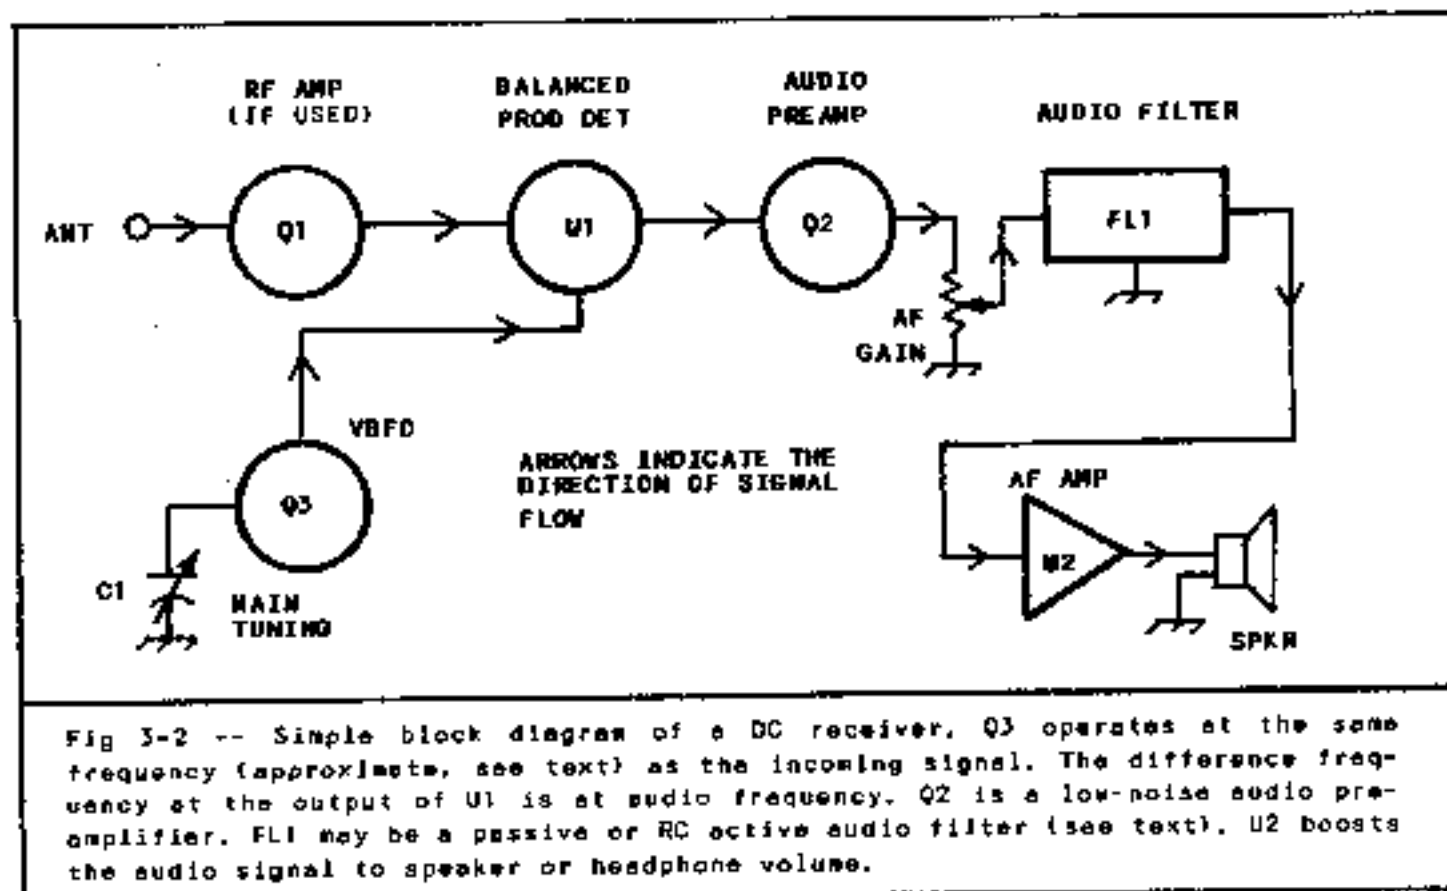 RF AMP
(IF USED)
BALANCED
PROD DET
AUDIO
PREAMP
AUDIO FILTER
ANT
Q1
U1
Q2
FL1
AF
GAIN
VBFO
Q3
ARROWS INDICATE THE
DIRECTION OF SIGNAL
FLOW
AF AMP
U2
C1
MAIN
TUNING
SPKR
Fig 3-2 -- Simple block diagram of a DC receiver. Q3 operates at the same
frequency (approximate, see text) as the incoming signal. The difference freq-
uency at the output of U1 is at audio frequency. Q2 is a low-noise audio pre-
amplifier. FL1 may be a passive or RC active audio filter (see text). U2 boosts
the audio signal to speaker or headphone volume.